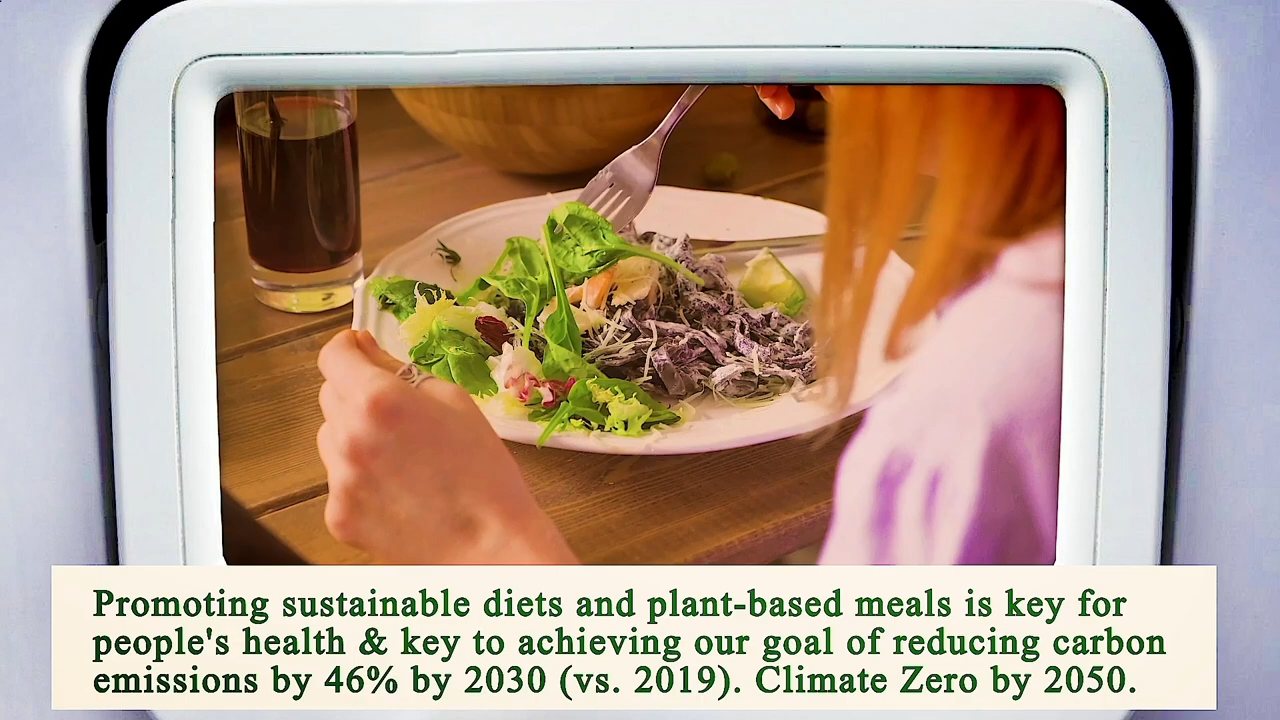 Promoting sustainable diets and plant-based meals is key for
people's health & key to achieving our goal of reducing carbon
emissions by 46% by 2030 (vs. 2019). Climate Zero by 2050.